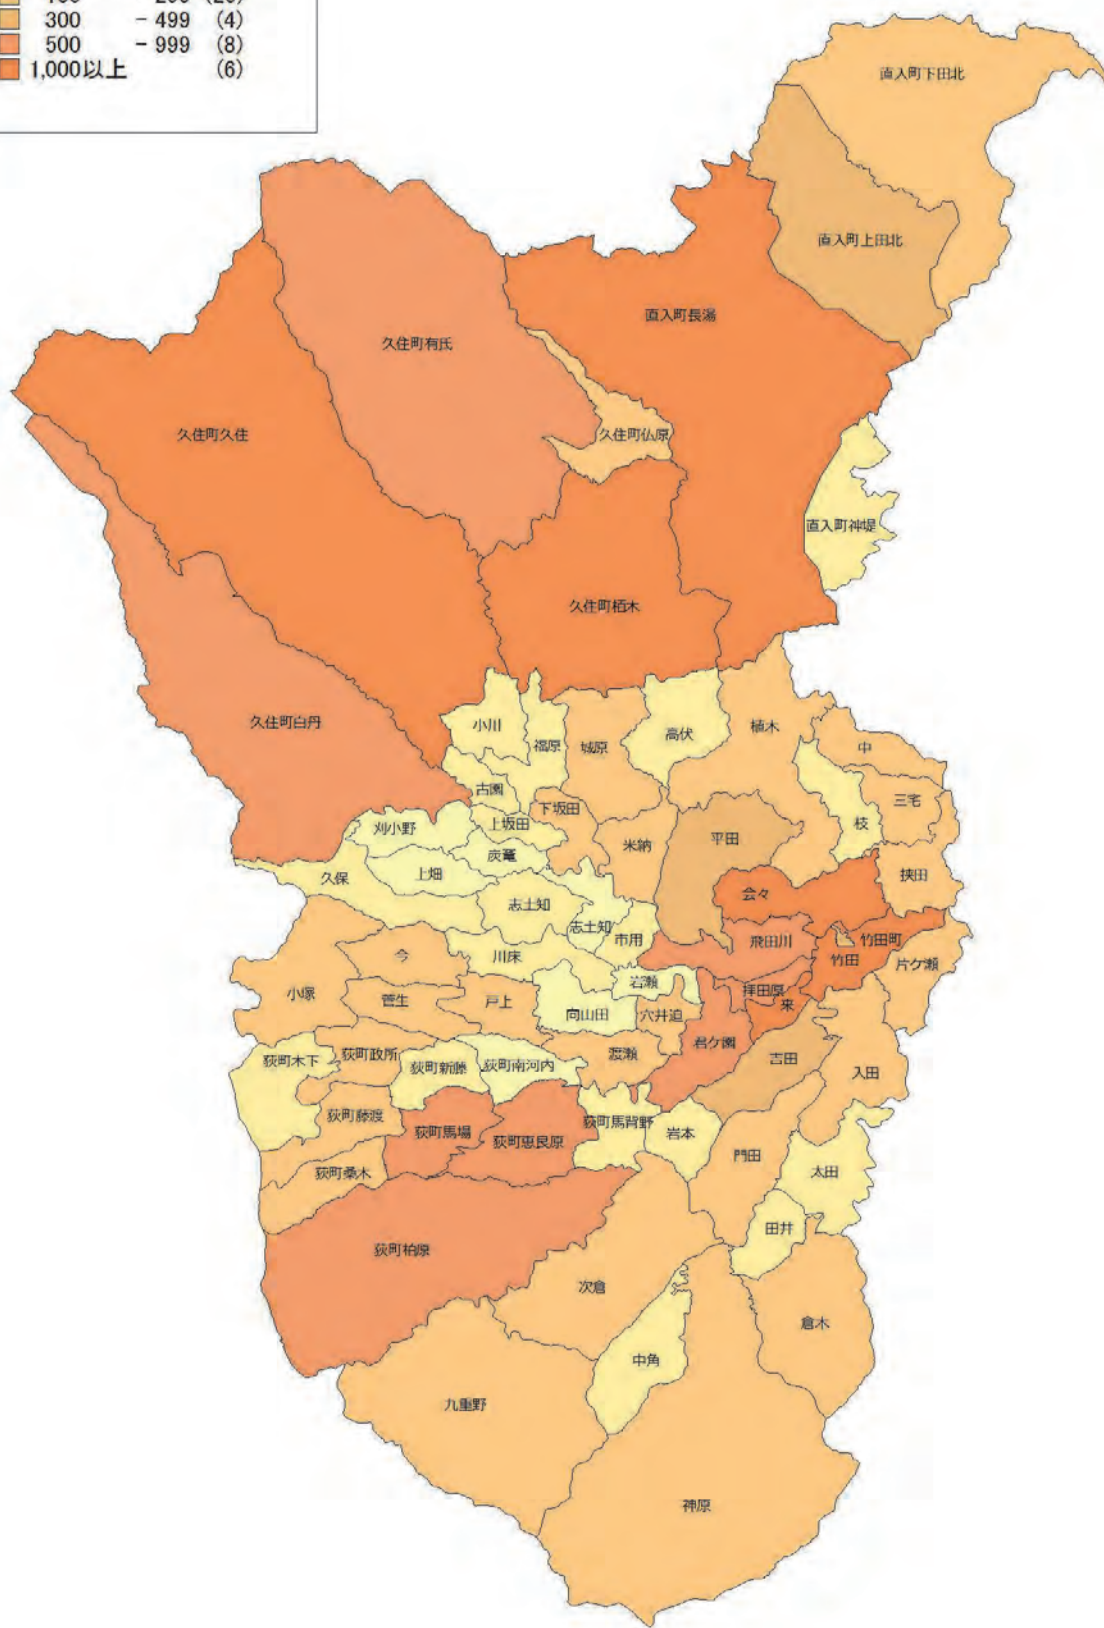 300 - 499 (4)
500 - 999 (8)
1,000以上 (6)
直入町下田北
直入町上田北
直入町長湯
久住町有氏
久住町仏原
久住町久住
直入町神堤
久住町栢木
久住町白丹
小川
福原
城原
高伏
植木
中
古園
下坂田
三宅
刈小野
上坂田
米納
平田
枝
炭竈
久保
上畑
会々
挾田
志土知
志土知
市用
飛田川
竹田町
今
川床
竹田
片ケ瀬
小塚
菅生
戸上
岩瀬
拝田原
向山田
穴井迫
来
君ケ園
荻町木下
荻町政所
荻町新藤
荻町南河内
渡瀬
吉田
入田
荻町藤渡
荻町馬場
荻町恵良原
荻町馬背野
岩本
門田
太田
荻町桑木
田井
荻町柏原
次倉
倉木
中角
九重野
神原